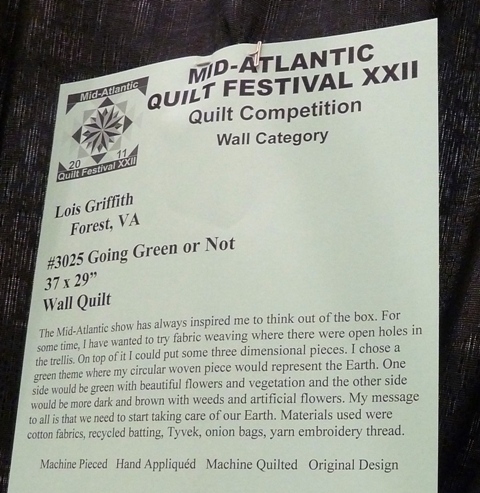 MID-ATLANTIC
QUILT FESTIVAL XXII
Quilt Competition
Wall Category
Mid-Atlantic
20 11
Quilt Festival XXII
Lois Griffith
Forest, VA
#3025 Going Green or Not
37 x 29”
Wall Quilt
The Mid-Atlantic show has always inspired me to think out of the box. For
some time, I have wanted to try fabric weaving where there were open holes in
the trellis. On top of it I could put some three dimensional pieces. I chose a
green theme where my circular woven piece would represent the Earth. One
side would be green with beautiful flowers and vegetation and the other side
would be more dark and brown with weeds and artificial flowers. My message
to all is that we need to start taking care of our Earth. Materials used were
cotton fabrics, recycled batting, Tyvek, onion bags, yarn embroidery thread.
Machine Pieced Hand Appliquéd Machine Quilted Original Design